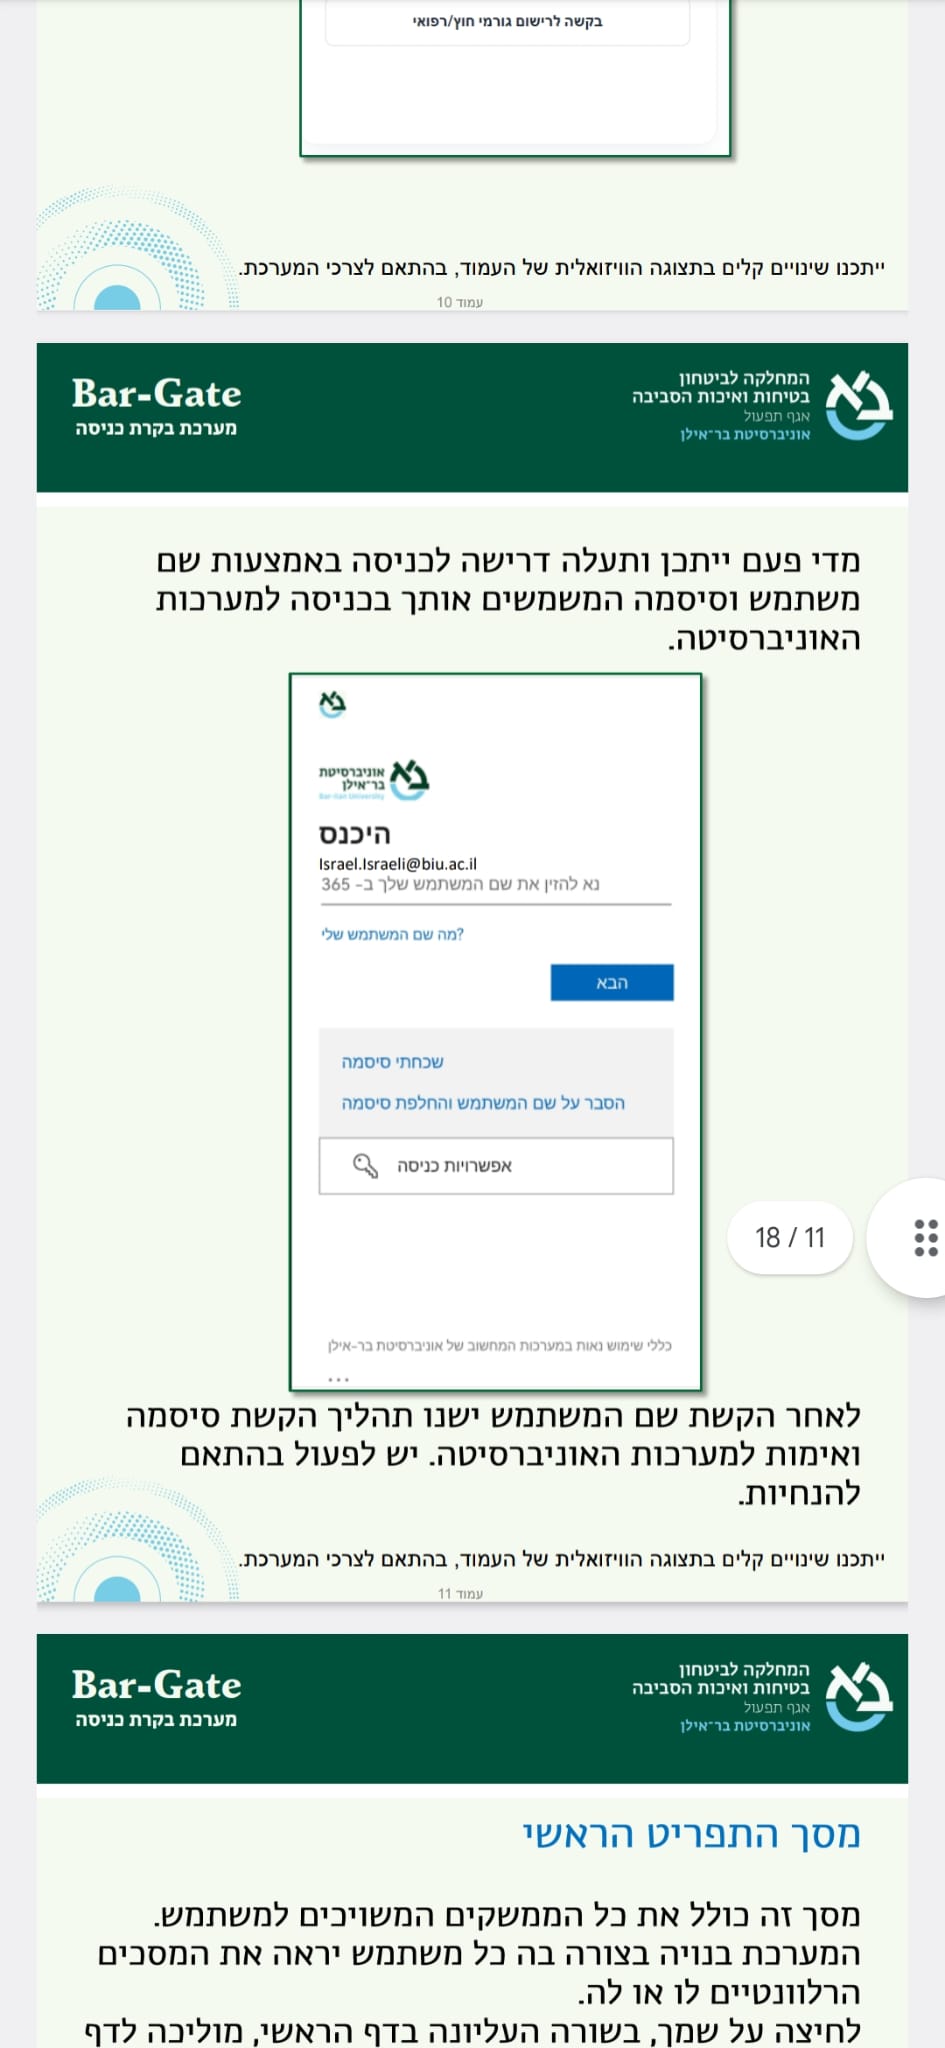 בקשה לרישום גורמי חוץ/רפואי
ייתכנו שינויים קלים בתצוגה הוויזואלית של העמוד, בהתאם לצרכי המערכת.
עמוד 10
המחלקה לביטחון
בטיחות ואיכות הסביבה
אגף תפעול
אוניברסיטת בר־אילן
Bar-Gate
מערכת בקרת כניסה
מדי פעם ייתכן ותעלה דרישה לכניסה באמצעות שם
משתמש וסיסמה המשמשים אותך בכניסה למערכות
האוניברסיטה.
בא
בא
אוניברסיטת
בר־אילן
Bar-Ilan University
היכנס
Israel.Israeli@biu.ac.il
נא להזין את שם המשתמש שלך ב- 365
מה שם המשתמש שלי?
הבא
שכחתי סיסמה
הסבר על שם המשתמש והחלפת סיסמה
אפשרויות כניסה
18 / 11
כללי שימוש נאות במערכות המחשוב של אוניברסיטת בר-אילן
...
לאחר הקשת שם המשתמש ישנו תהליך הקשת סיסמה
ואימות למערכות האוניברסיטה. יש לפעול בהתאם
להנחיות.
ייתכנו שינויים קלים בתצוגה הוויזואלית של העמוד, בהתאם לצרכי המערכת.
עמוד 11
המחלקה לביטחון
בטיחות ואיכות הסביבה
אגף תפעול
אוניברסיטת בר־אילן
Bar-Gate
מערכת בקרת כניסה
מסך התפריט הראשי
מסך זה כולל את כל הממשקים המשויכים למשתמש.
המערכת בנויה בצורה בה כל משתמש יראה את המסכים
הרלוונטיים לו או לה.
לחיצה על שמך, בשורה העליונה בדף הראשי, מוליכה לדף